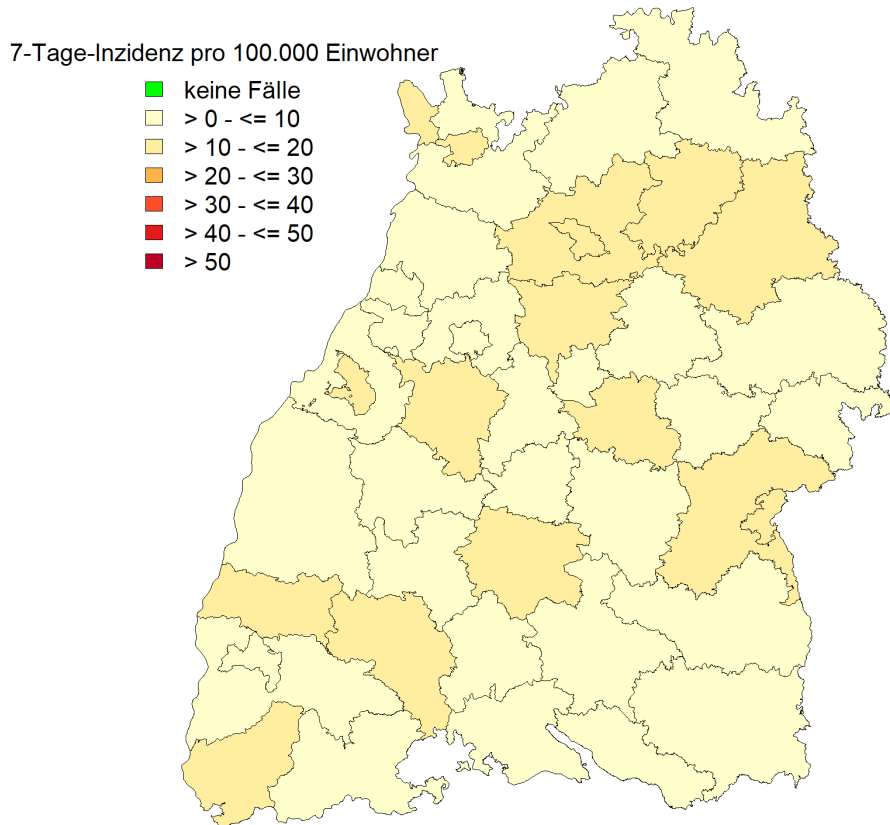 7-Tage-Inzidenz pro 100.000 Einwohner
keine Fälle
> 0 - <= 10
> 10 - <= 20
> 20 - <= 30
> 30 - <= 40
> 40 - <= 50
> 50